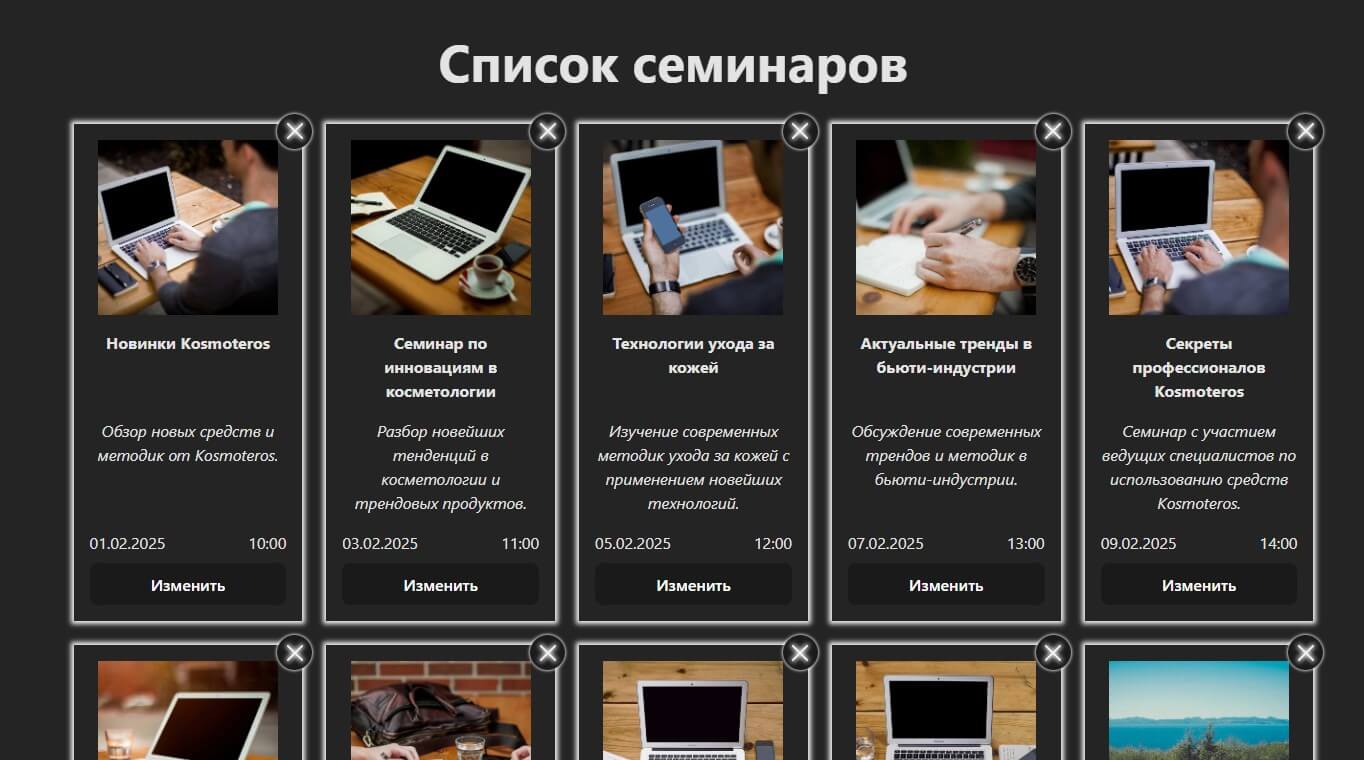 Список семинаров
Новинки Kosmoteros
Обзор новых средств и
методик от Kosmoteros.
01.02.2025 10:00
Изменить
Семинар по
инновациям в
косметологии
Разбор новейших
тенденций в
косметологии и
трендовых продуктов.
03.02.2025 11:00
Изменить
Технологии ухода за
кожей
Изучение современных
методик ухода за кожей с
применением новейших
технологий.
05.02.2025 12:00
Изменить
Актуальные тренды в
бьюти-индустрии
Обсуждение современных
трендов и методик в
бьюти-индустрии.
07.02.2025 13:00
Изменить
Секреты
профессионалов
Kosmoteros
Семинар с участием
ведущих специалистов по
использованию средств
Kosmoteros.
09.02.2025 14:00
Изменить